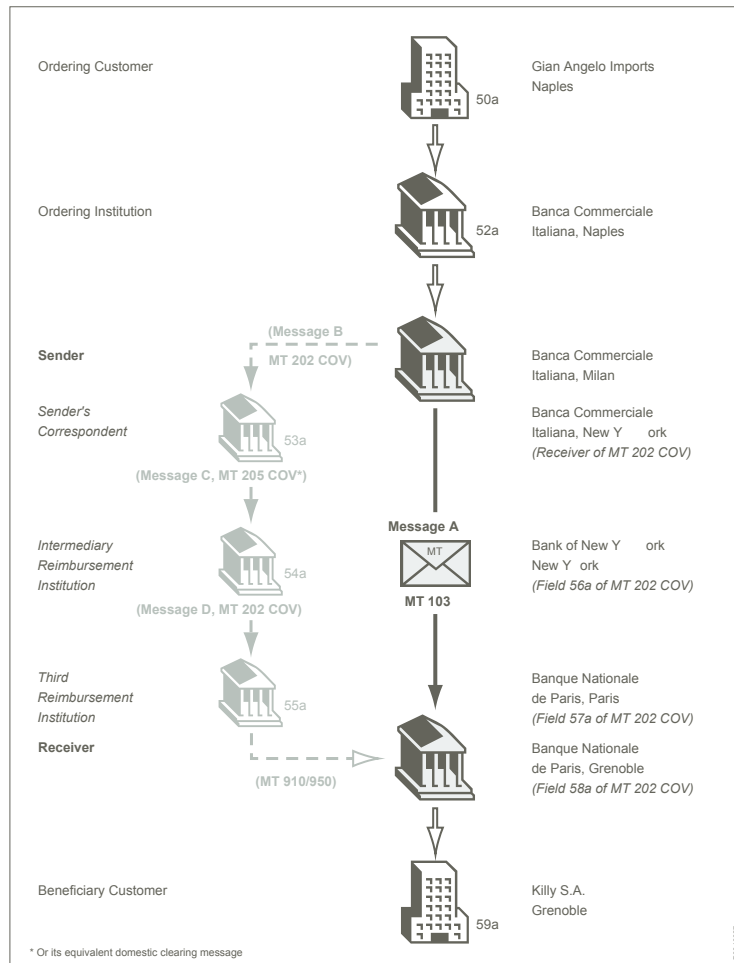 Ordering Customer
50a
Gian Angelo Imports
Naples
Ordering Institution
52a
Banca Commerciale
Italiana, Naples
(Message B
MT 202 COV)
Sender
Banca Commerciale
Italiana, Milan
Sender's
Correspondent
53a
Banca Commerciale
Italiana, New Y ork
(Receiver of MT 202 COV)
(Message C, MT 205 COV*)
Message A
MT
MT 103
Intermediary
Reimbursement
Institution
54a
Bank of New Y ork
New Y ork
(Field 56a of MT 202 COV)
(Message D, MT 202 COV)
Third
Reimbursement
Institution
55a
Banque Nationale
de Paris, Paris
(Field 57a of MT 202 COV)
Receiver
Banque Nationale
de Paris, Grenoble
(Field 58a of MT 202 COV)
(MT 910/950)
Beneficiary Customer
59a
Killy S.A.
Grenoble
* Or its equivalent domestic clearing message